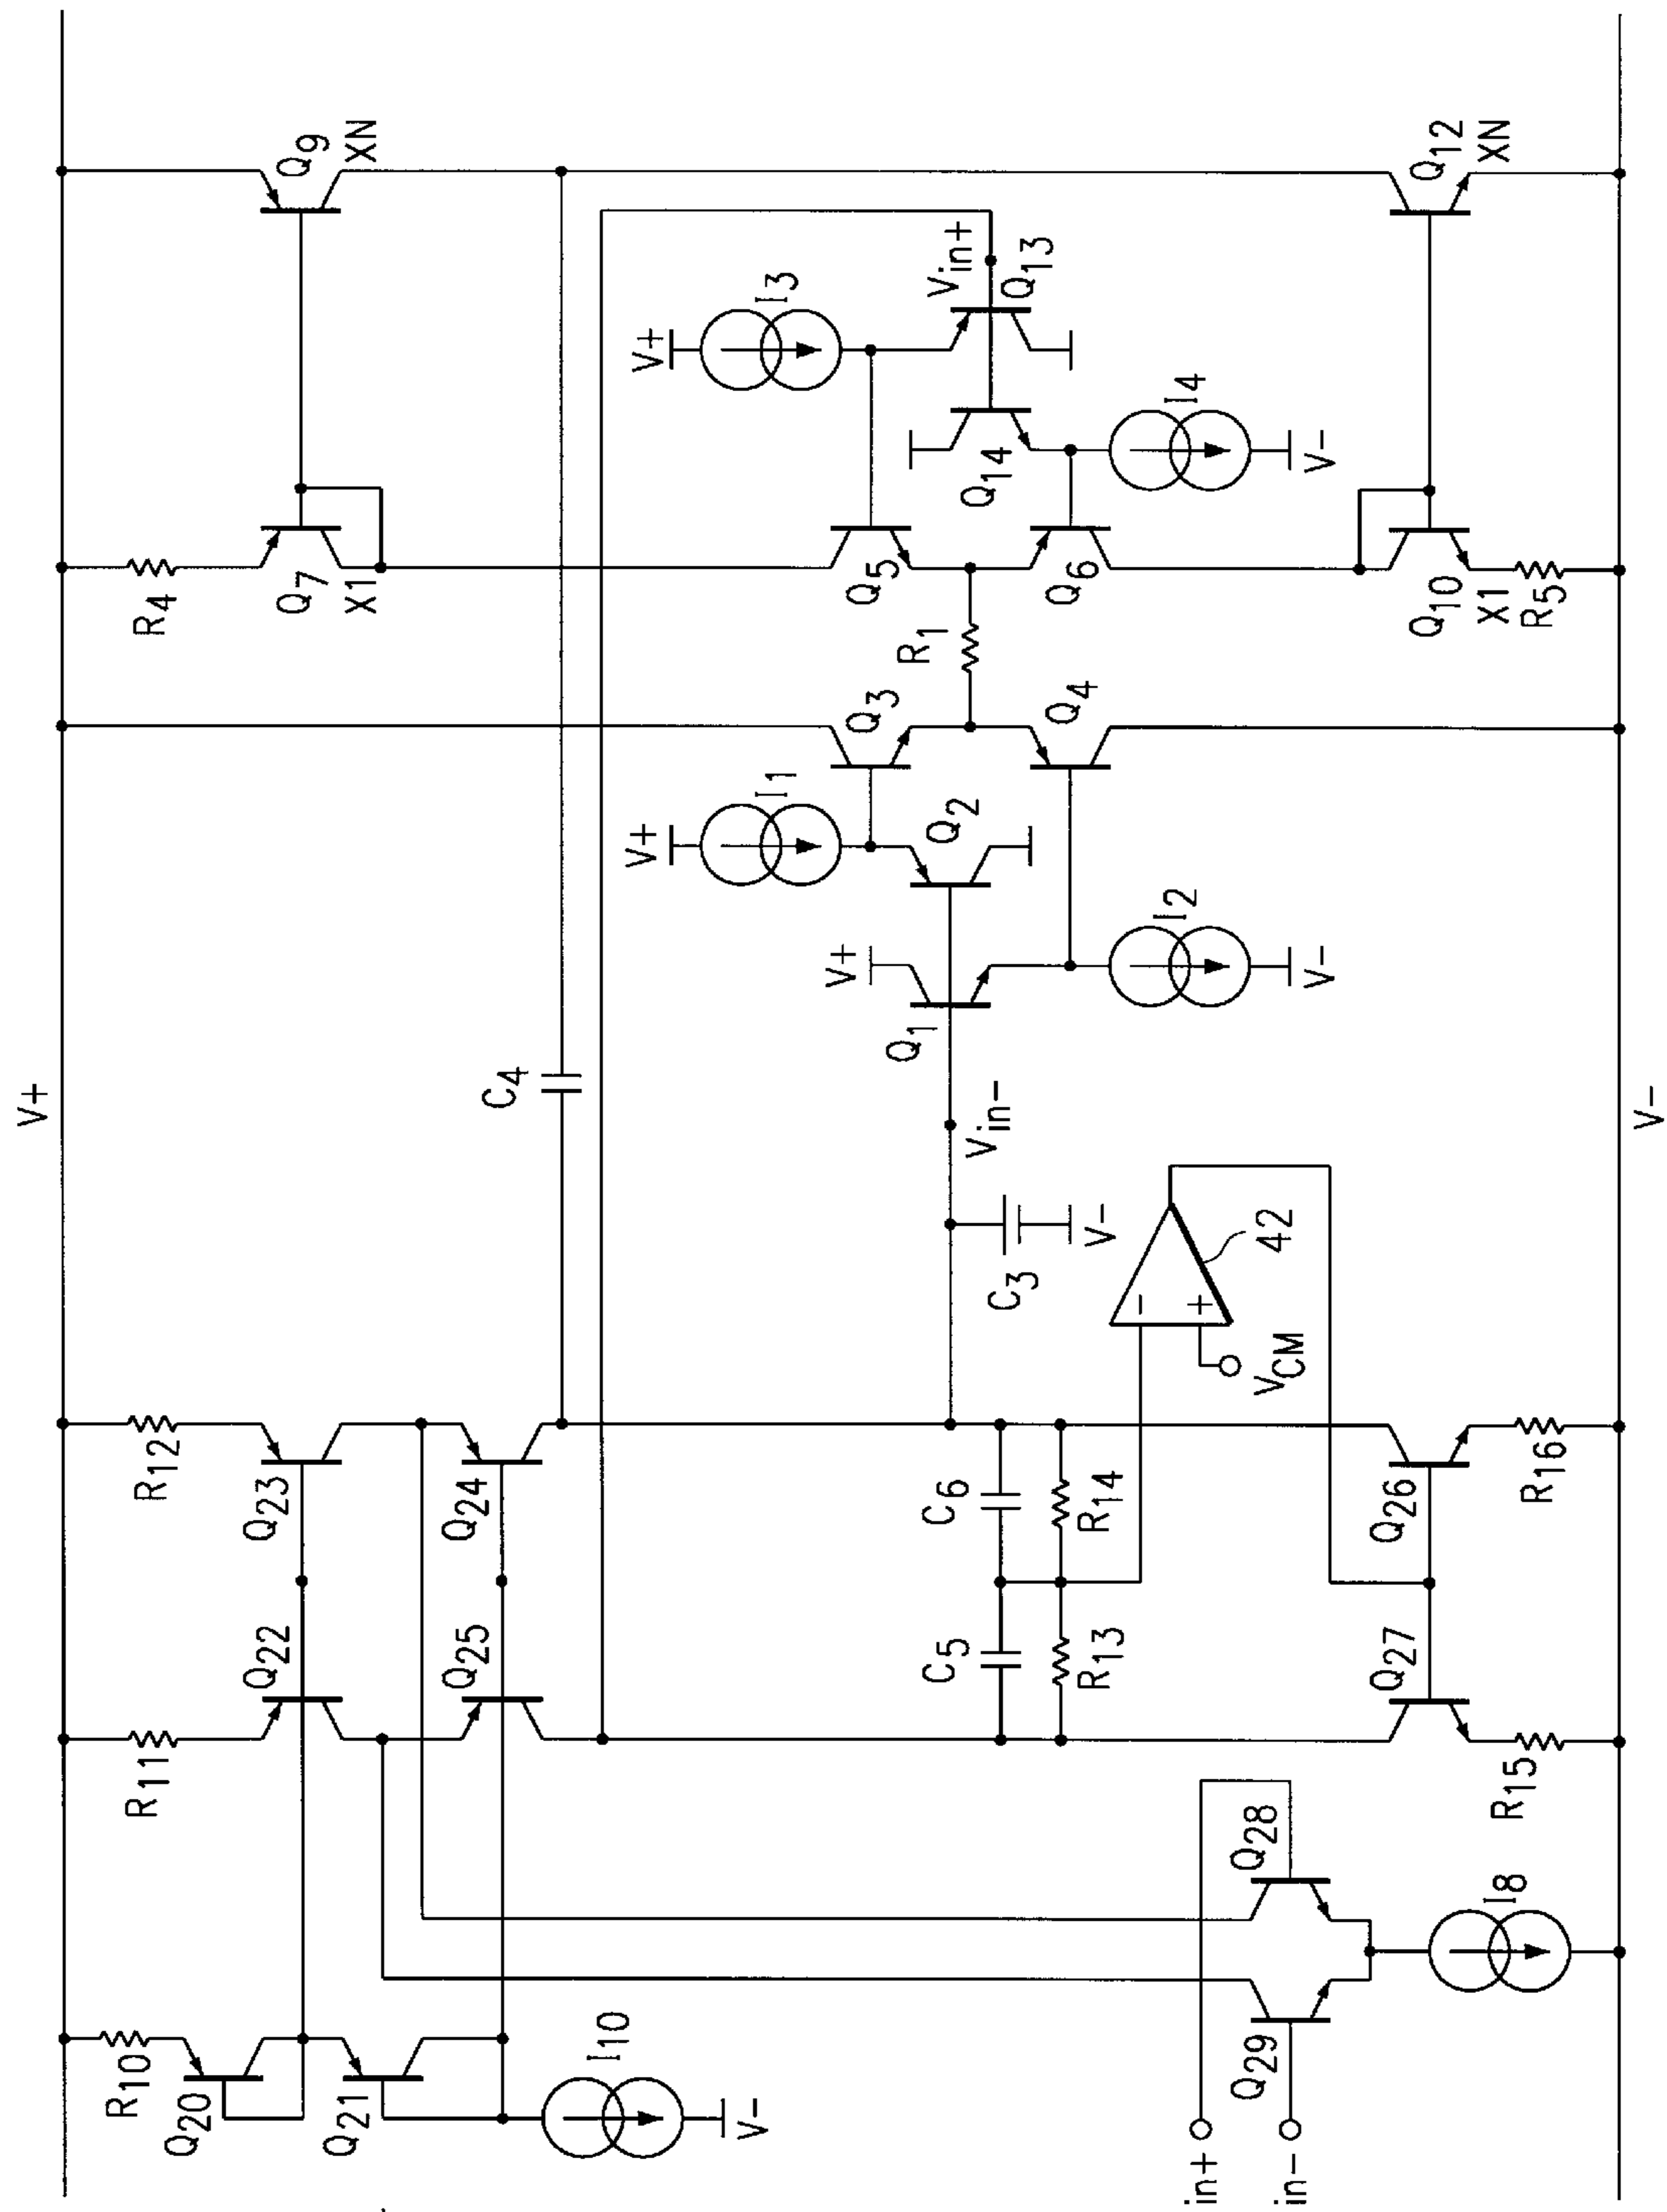 V+
R10
Q20
Q21
I10
V-
R11
Q22
Q25
R12
Q23
Q24
in+
in-
Q29
Q28
I8
C5
R13
C6
R14
Q27
R15
Q26
R16
VCM
-
+
42
C3
V-
Vin-
C4
Q1
V+
I2
V-
Q2
V+
I1
Q3
Q4
R1
R4
Q7
X1
Q5
Q6
Q10
X1
R5
Q14
I4
V-
V+
I3
Vin+
Q13
Q9
XN
Q12
XN
V-